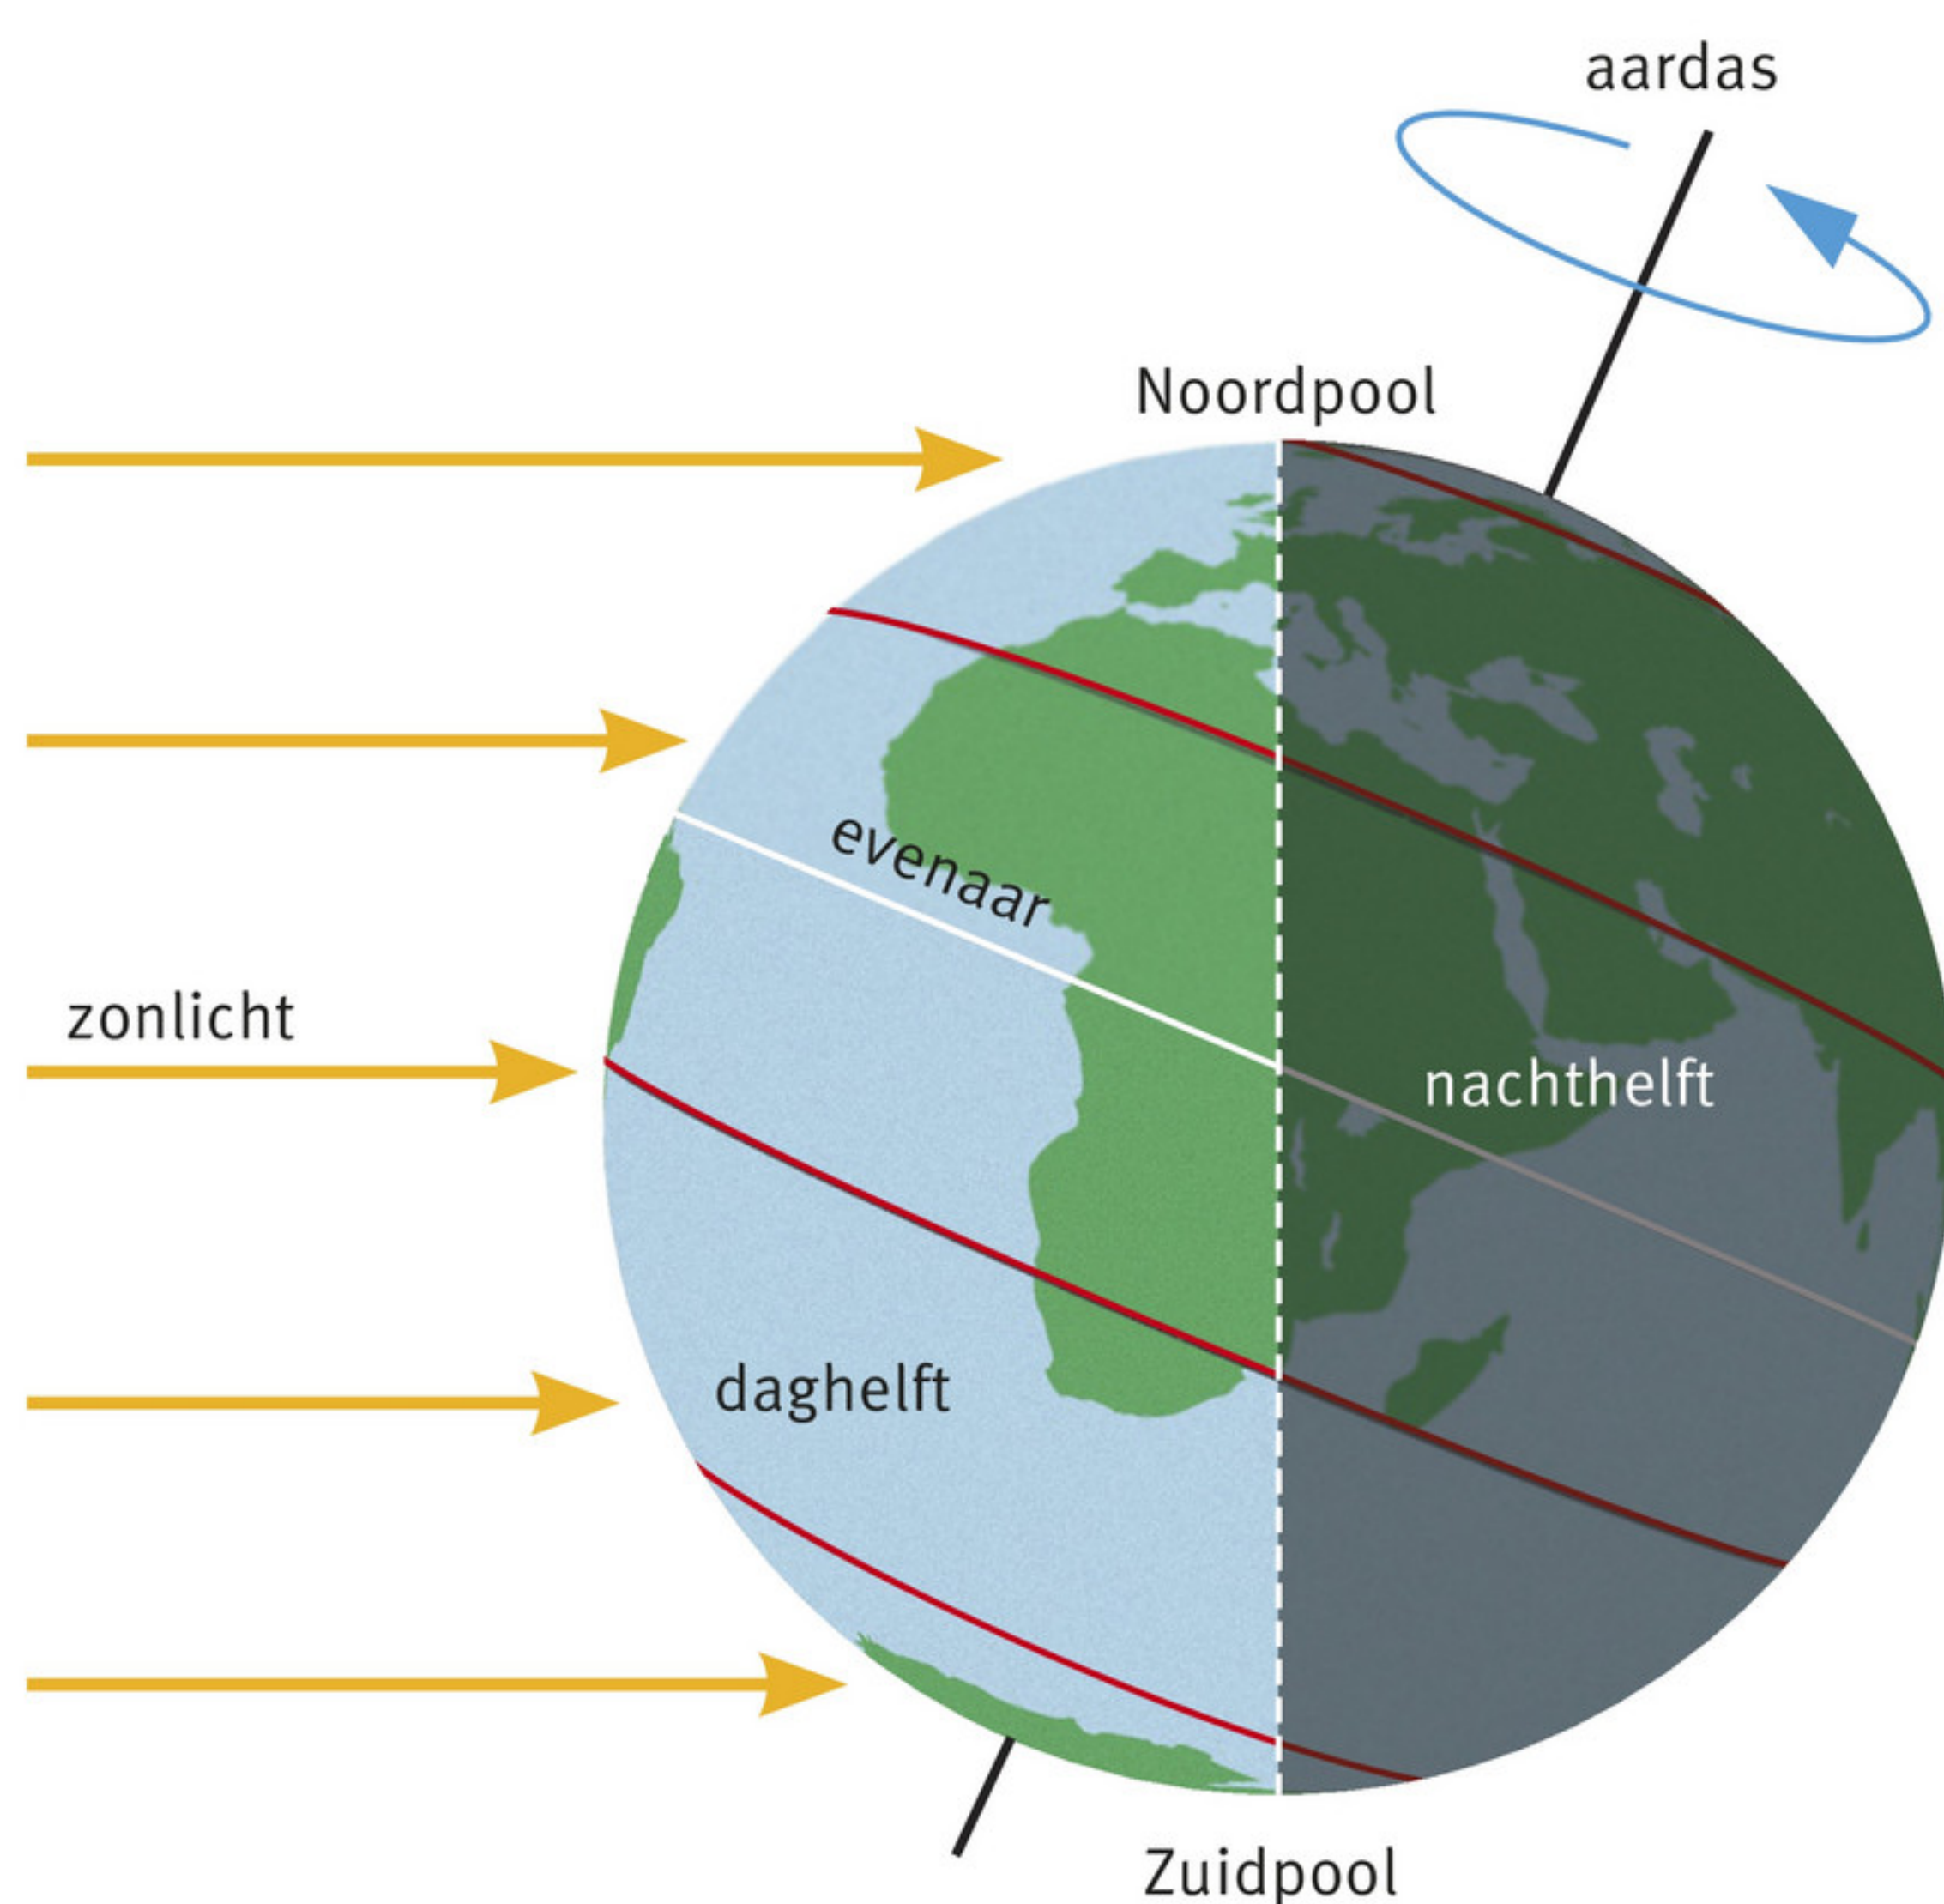 aardas
Noordpool
evenaar
zonlicht
nachthelft
daghelft
Zuidpool